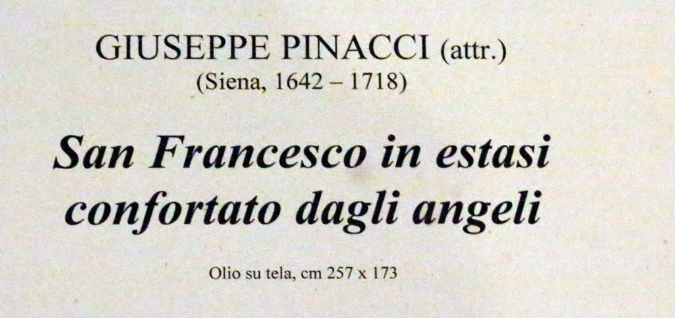 GIUSEPPE PINACCI (attr.)
(Siena, 1642 – 1718)
San Francesco in estasi
confortato dagli angeli
Olio su tela, cm 257 x 173